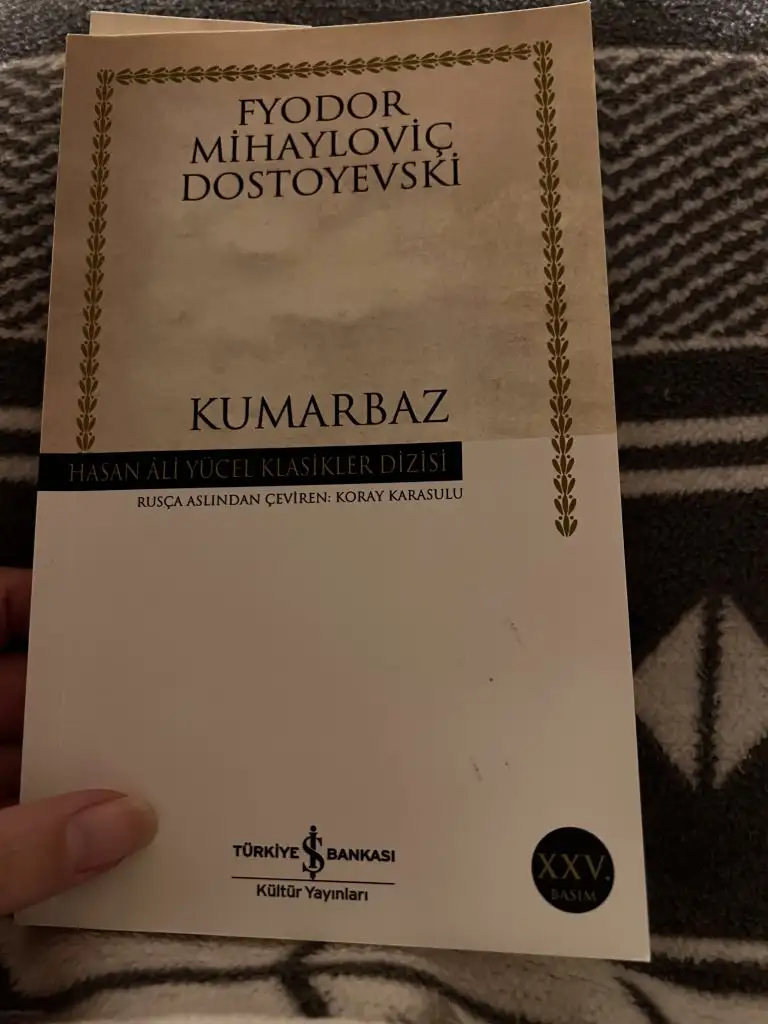 FYODOR
MİHAYLOVİÇ
DOSTOYEVSKİ
KUMARBAZ
HASAN ÂLİ YÜCEL KLASİKLER DİZİSİ
RUSÇA ASLINDAN ÇEVİREN: KORAY KARASULU
TÜRKİYE İŞ BANKASI
Kültür Yayınları
XXV.
BASIM